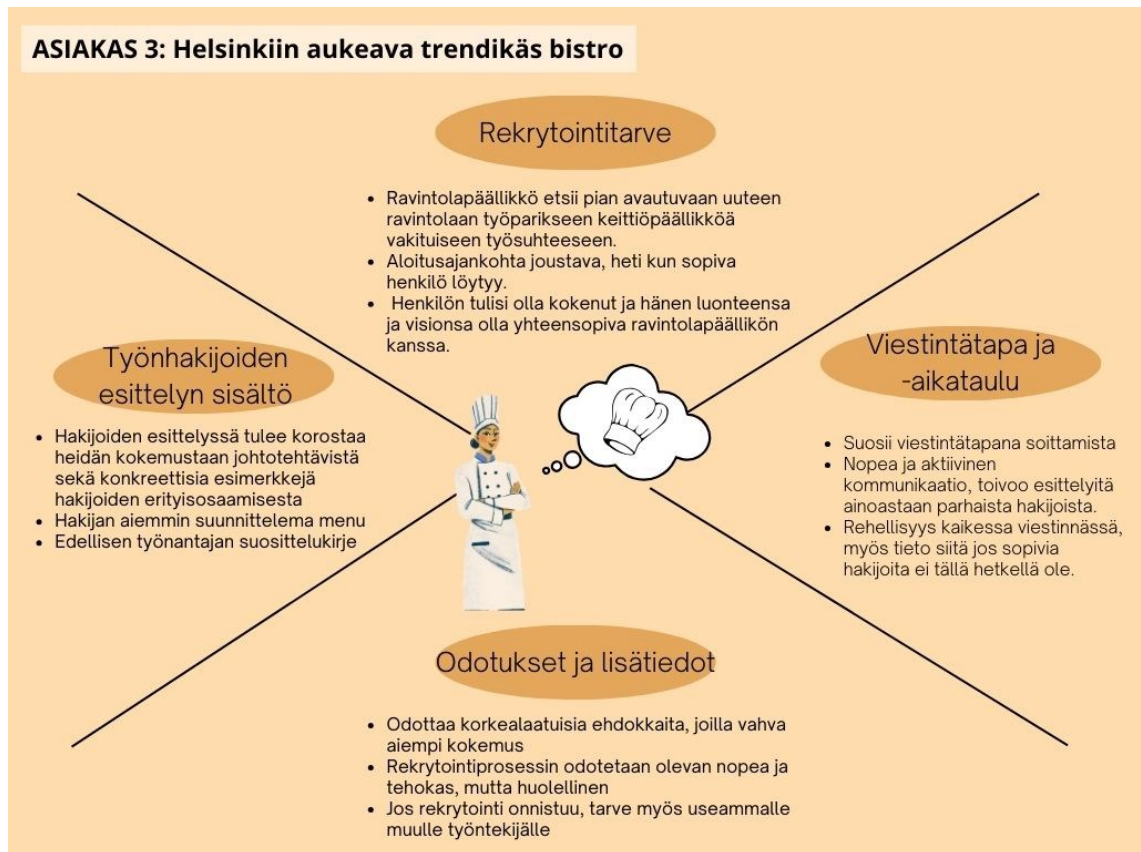 ASIAKAS 3: Helsinkiin aukeava trendikäs bistro
Rekrytointitarve
• Ravintolapäällikkö etsii pian avautuvaan uuteen
ravintolaan työparikseen keittiöpäällikköä
vakituiseen työsuhteeseen.
• Aloitusajankohta joustava, heti kun sopiva
henkilö löytyy.
• Henkilön tulisi olla kokenut ja hänen luonteensa
ja visionsa olla yhteensopiva ravintolapäällikön
kanssa.
Työnhakijoiden
esittelyn sisältö
• Hakijoiden esittelyssä tulee korostaa
heidän kokemustaan johtotehtävistä
sekä konkreettisia esimerkkejä
hakijoiden erityisosaamisesta
• Hakijan aiemmin suunnittelema menu
• Edellisen työnantajan suosittelukirje
Viestintätapa ja
-aikataulu
• Suosii viestintätapana soittamista
• Nopea ja aktiivinen
kommunikaatio, toivoo esittelyitä
ainoastaan parhaista hakijoista.
• Rehellisyys kaikessa viestinnässä,
myös tieto siitä jos sopivia
hakijoita ei tällä hetkellä ole.
Odotukset ja lisätiedot
• Odottaa korkealaatuisia ehdokkaita, joilla vahva
aiempi kokemus
• Rekrytointiprosessin odotetaan olevan nopea ja
tehokas, mutta huolellinen
• Jos rekrytointi onnistuu, tarve myös useammalle
muulle työntekijälle